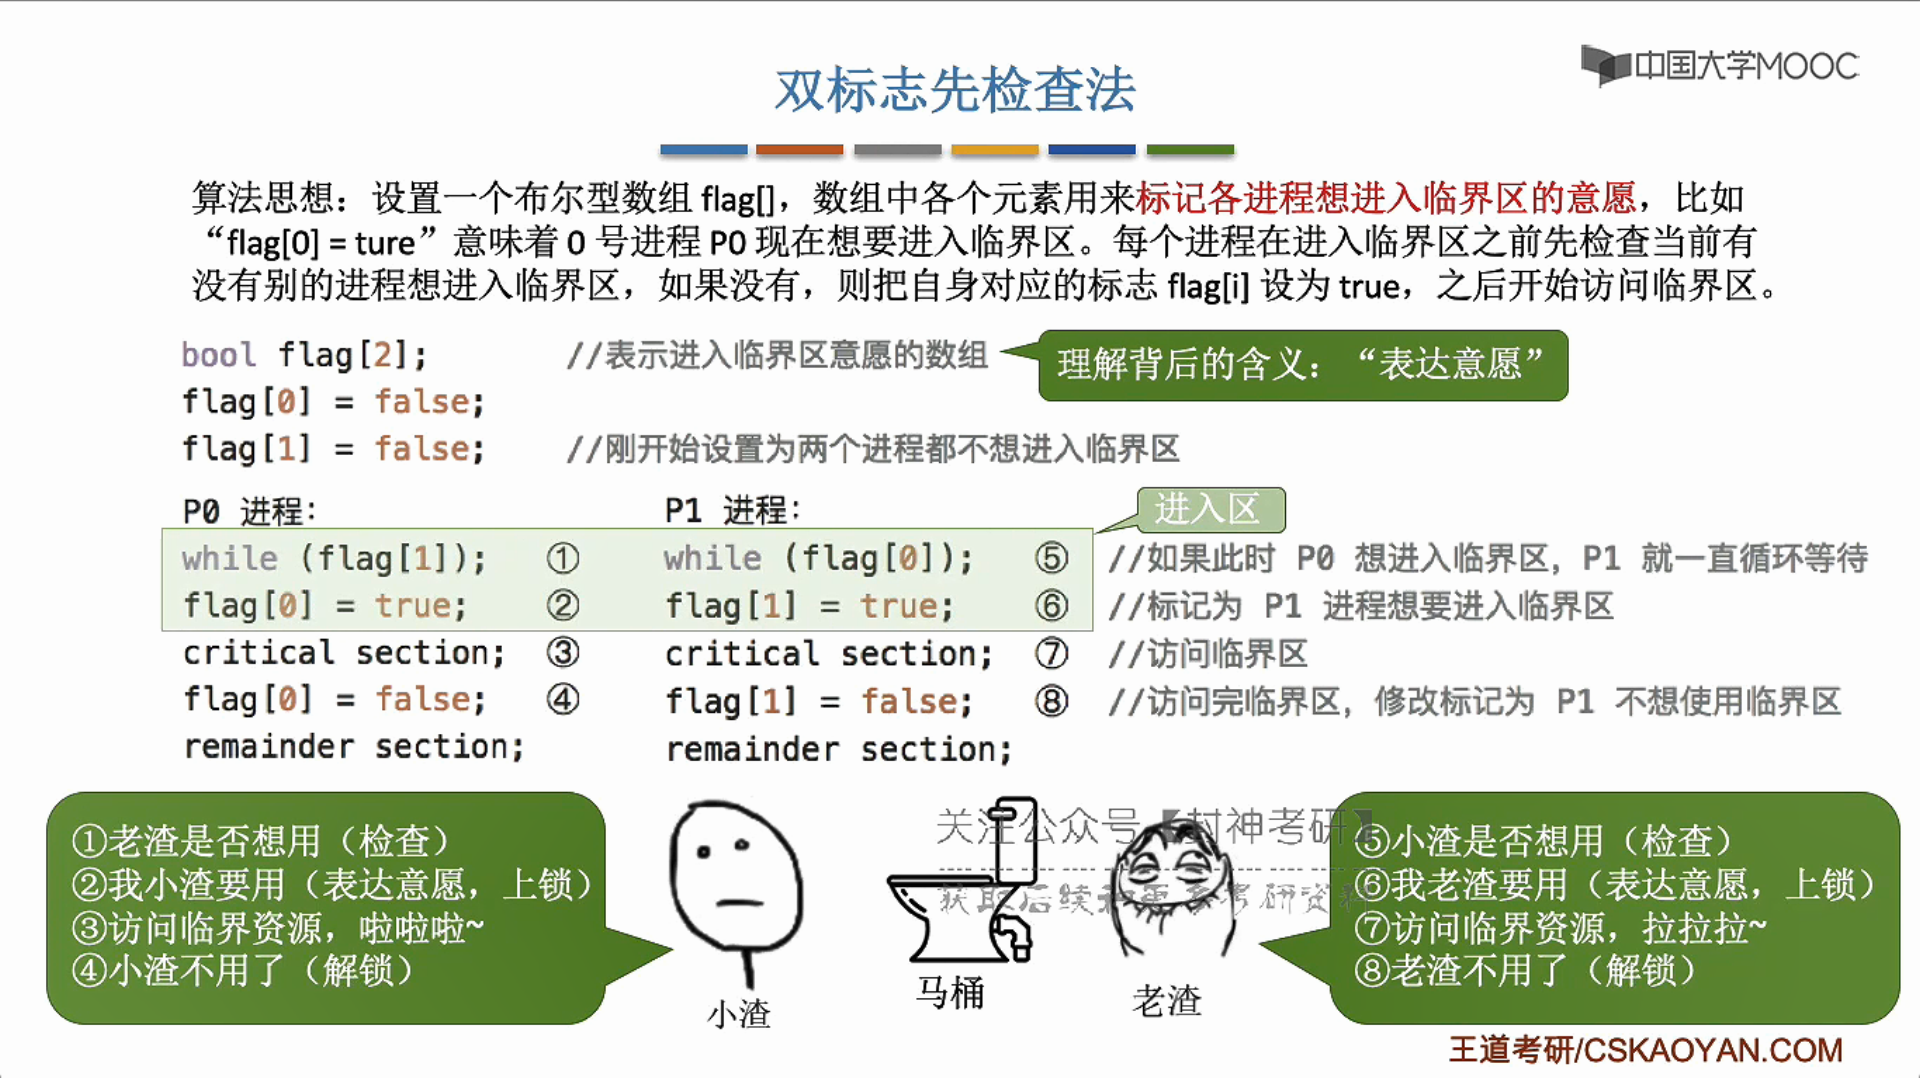 双标志先检查法
中国大学MOOC
算法思想：设置一个布尔型数组 flag[]，数组中各个元素用来标记各进程想进入临界区的意愿，比如
“flag[0] = ture”意味着 0 号进程 P0 现在想要进入临界区。每个进程在进入临界区之前先检查当前有
没有别的进程想进入临界区，如果没有，则把自身对应的标志 flag[i] 设为 true，之后开始访问临界区。
bool flag[2]; //表示进入临界区意愿的数组
理解背后的含义：“表达意愿”
flag[0] = false;
flag[1] = false; //刚开始设置为两个进程都不想进入临界区
P0 进程： P1 进程：
进入区
while (flag[1]); ① while (flag[0]); ⑤ //如果此时 P0 想进入临界区，P1 就一直循环等待
flag[0] = true; ② flag[1] = true; ⑥ //标记为 P1 进程想要进入临界区
critical section; ③ critical section; ⑦ //访问临界区
flag[0] = false; ④ flag[1] = false; ⑧ //访问完临界区，修改标记为 P1 不想使用临界区
remainder section; remainder section;
①老渣是否想用（检查）
②我小渣要用（表达意愿，上锁）
③访问临界资源，啦啦啦~
④小渣不用了（解锁）
小渣
马桶
老渣
关注公众号【封神考研】
获取后续和更多考研资料
⑤小渣是否想用（检查）
⑥我老渣要用（表达意愿，上锁）
⑦访问临界资源，拉拉拉~
⑧老渣不用了（解锁）
王道考研/CSKAOYAN.COM